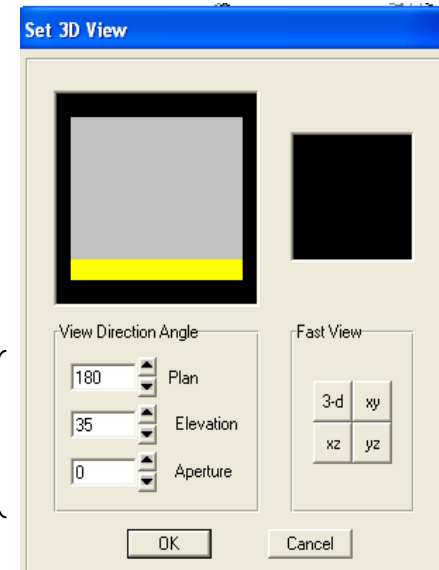 Set 3D View
View Direction Angle
180 Plan
35 Elevation
0 Aperture
Fast View
3-d xy
xz yz
OK Cancel